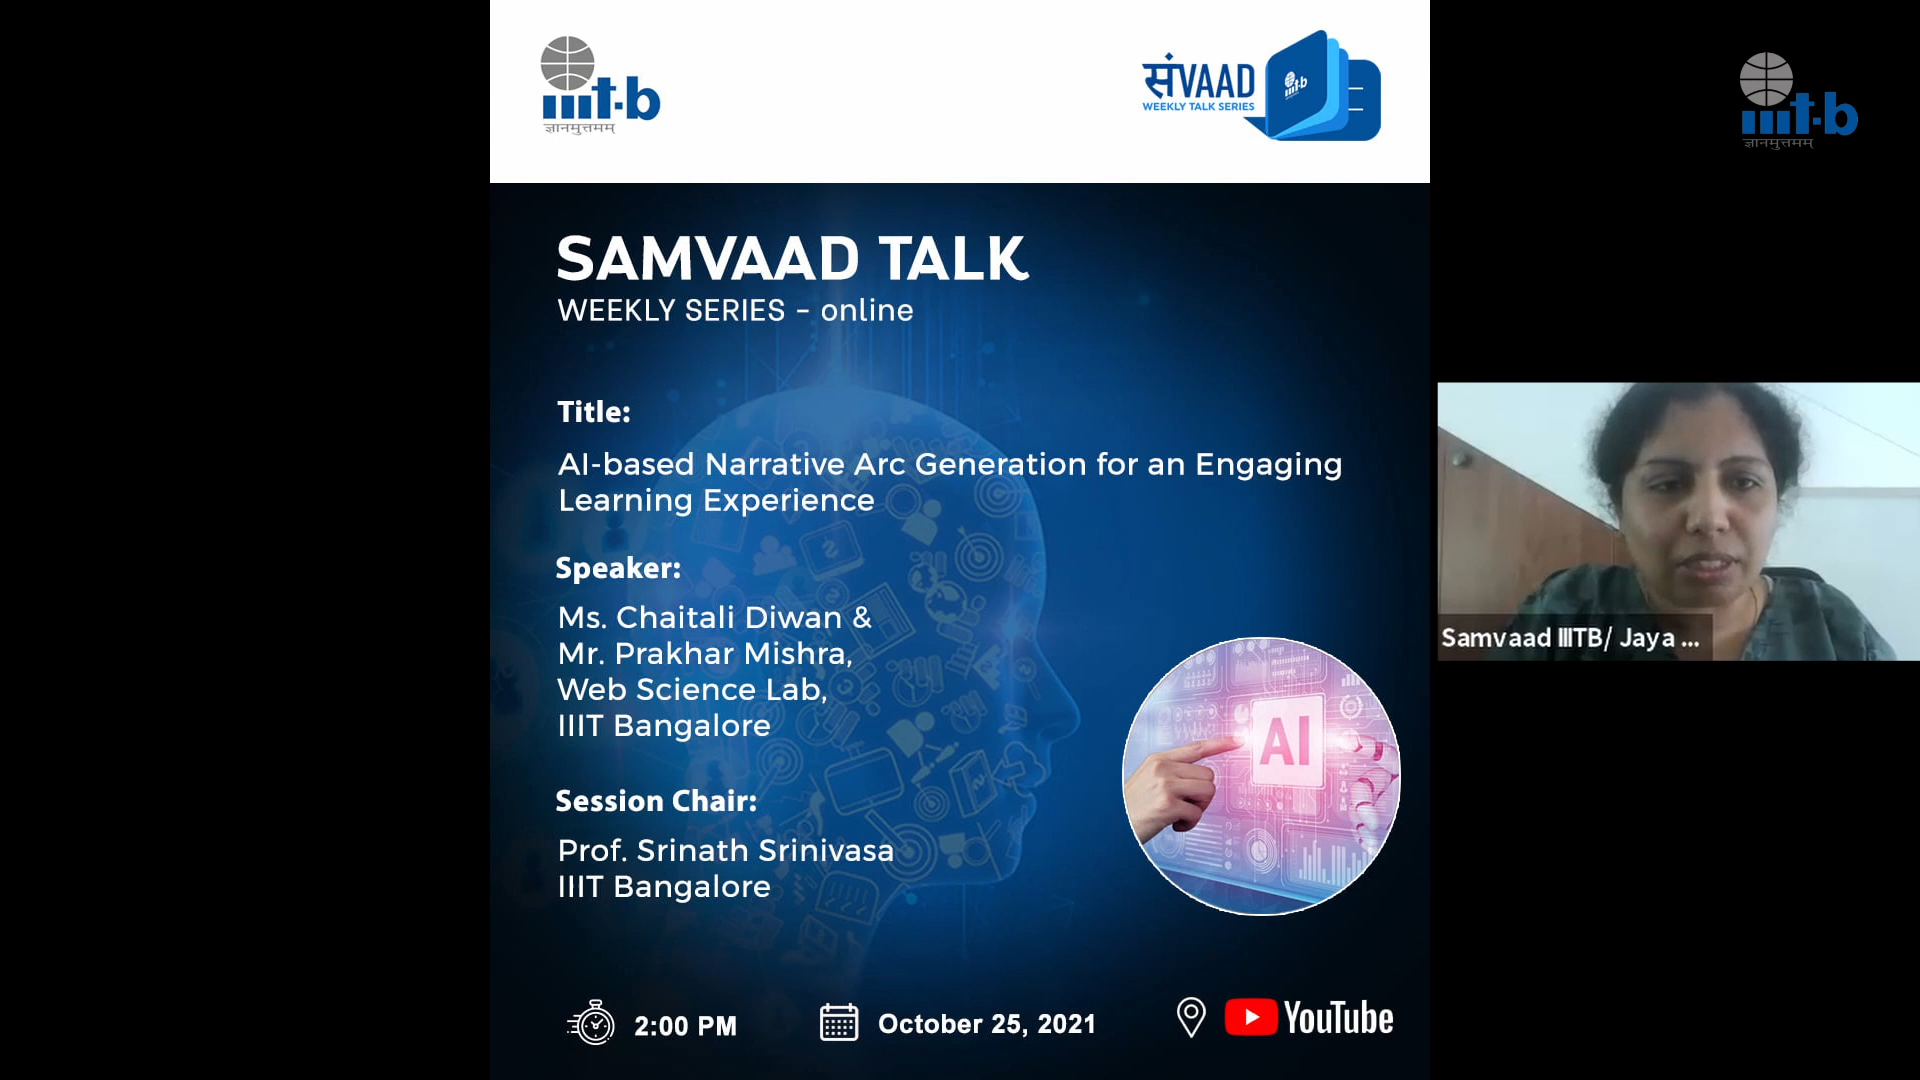 iiit-b
ज्ञानमुत्तमम्
संVAAD
WEEKLY TALK SERIES
iiit-b
SAMVAAD TALK
WEEKLY SERIES - online
Title:
AI-based Narrative Arc Generation for an Engaging
Learning Experience
Speaker:
Ms. Chaitali Diwan &
Mr. Prakhar Mishra,
Web Science Lab,
IIIT Bangalore
Session Chair:
Prof. Srinath Srinivasa
IIIT Bangalore
AI
2:00 PM
October 25, 2021
YouTube
iiit-b
ज्ञानमुत्तमम्
Samvaad IIITB/ Jaya ...